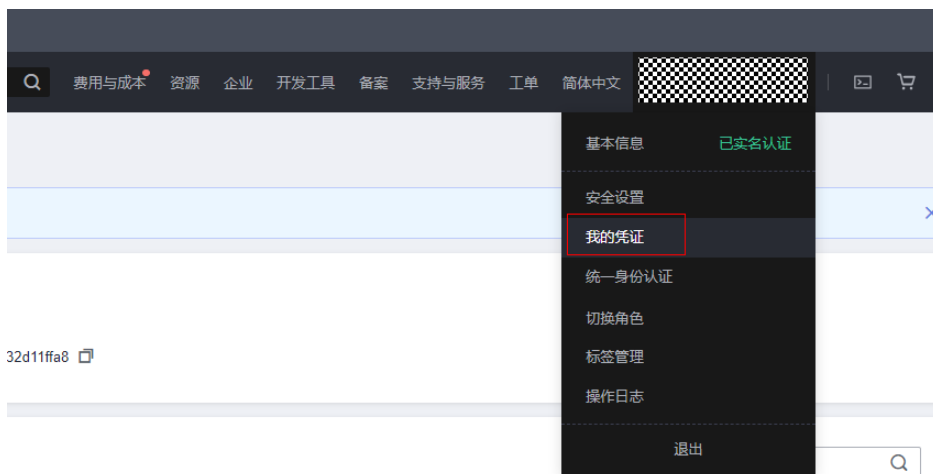 费用与成本 资源 企业 开发工具 备案 支持与服务 工单 简体中文
基本信息 已实名认证
安全设置
我的凭证
统一身份认证
切换角色
32d11ffa8
标签管理
操作日志
退出